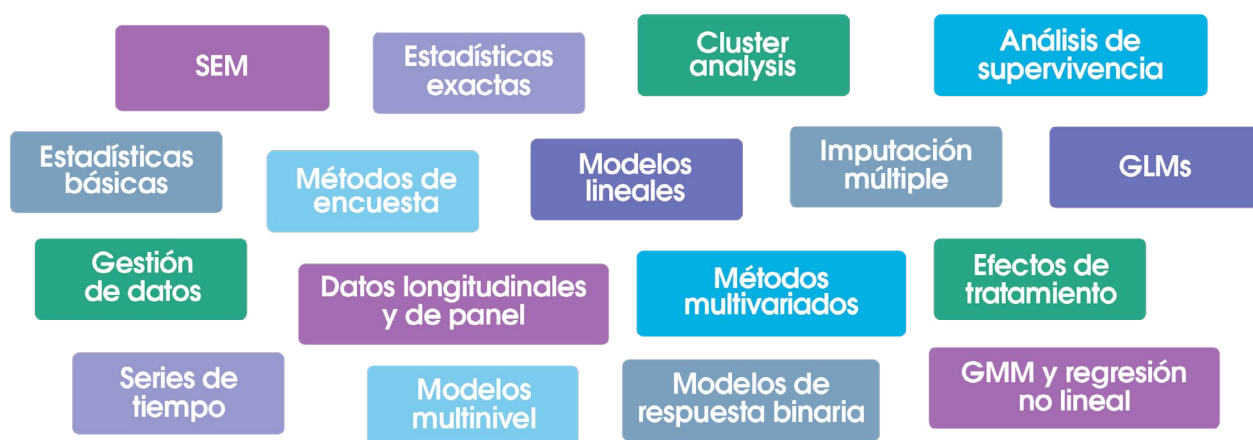 SEM
Estadísticas
exactas
Cluster
analysis
Análisis de
supervivencia
Estadísticas
básicas
Métodos de
encuesta
Modelos
lineales
Imputación
múltiple
GLMs
Gestión
de datos
Datos longitudinales
y de panel
Métodos
multivariados
Efectos de
tratamiento
Series de
tiempo
Modelos
multinivel
Modelos de
respuesta binaria
GMM y regresión
no lineal